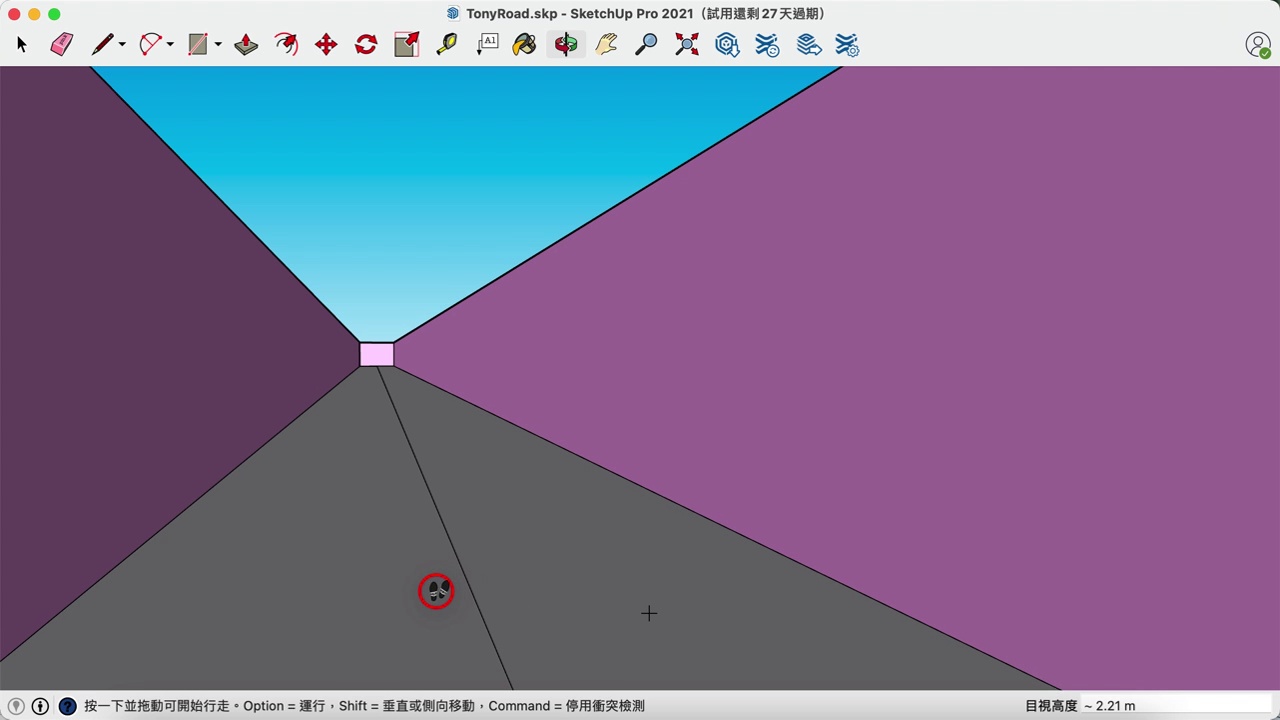 TonyRoad.skp - SketchUp Pro 2021（試用還剩 27 天過期）
A1
按一下並拖動可開始行走。Option = 運行，Shift = 垂直或側向移動，Command = 停用衝突檢測
目視高度 ~ 2.21 m